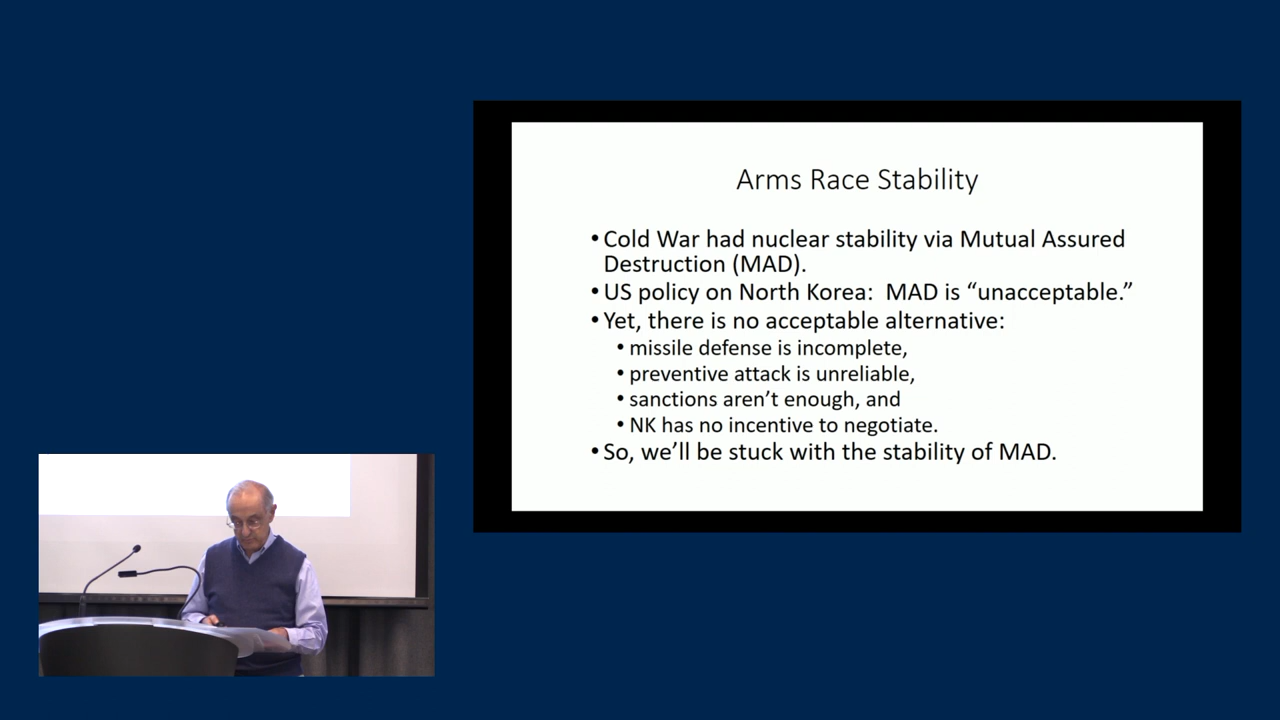 Arms Race Stability
•Cold War had nuclear stability via Mutual Assured
Destruction (MAD).
•US policy on North Korea:  MAD is “unacceptable.”
•Yet, there is no acceptable alternative:
•missile defense is incomplete,
•preventive attack is unreliable,
•sanctions aren’t enough, and
•NK has no incentive to negotiate.
•So, we’ll be stuck with the stability of MAD.